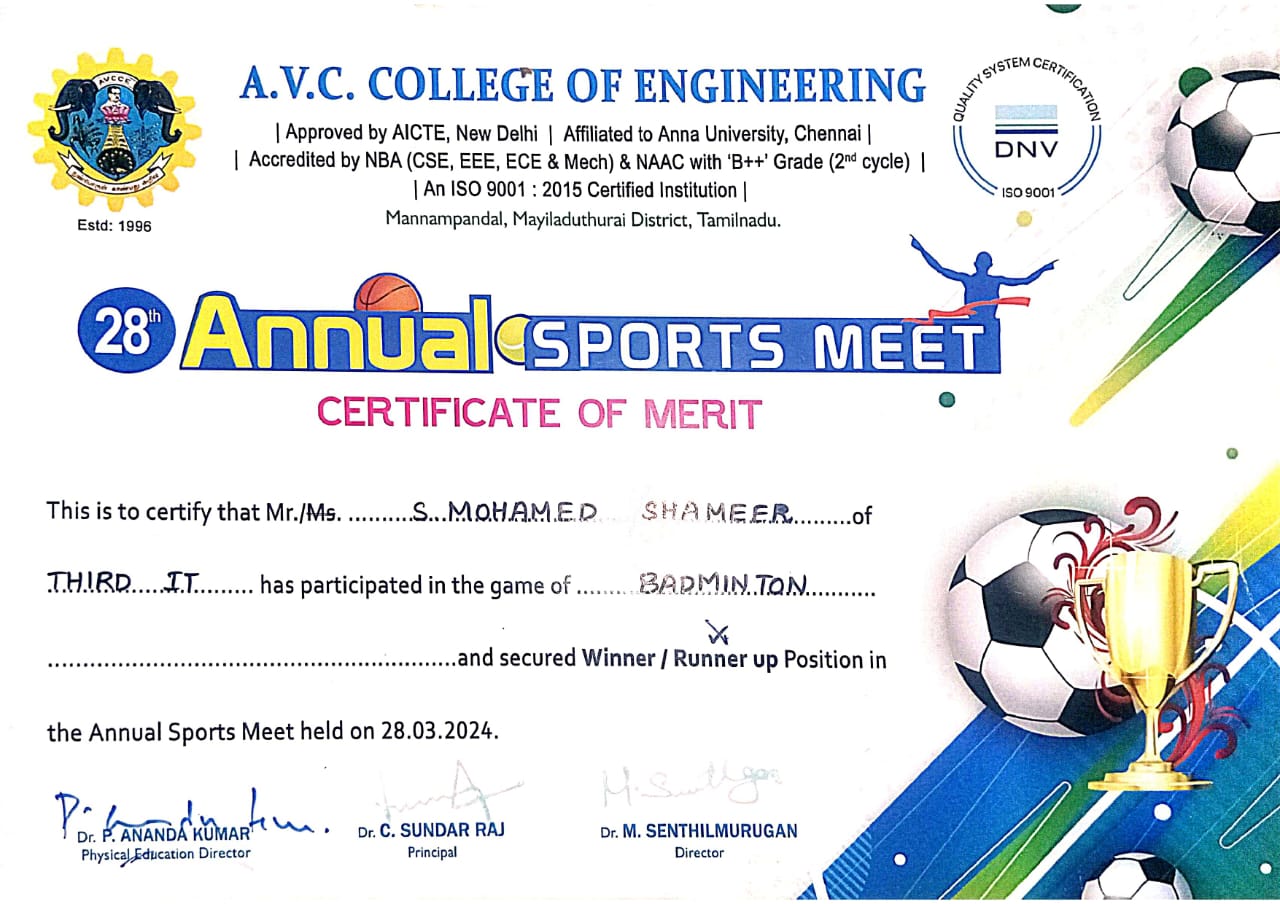 AVCCE
Estd: 1996
A.V.C. COLLEGE OF ENGINEERING
| Approved by AICTE, New Delhi | Affiliated to Anna University, Chennai |
| Accredited by NBA (CSE, EEE, ECE & Mech) & NAAC with 'B++' Grade (2nd cycle) |
| An ISO 9001 : 2015 Certified Institution |
Mannampandal, Mayiladuthurai District, Tamilnadu.
QUALITY SYSTEM CERTIFICATION
DNV
ISO 9001
28th Annual SPORTS MEET
CERTIFICATE OF MERIT
This is to certify that Mr./Ms. ..........S...MOHAMED SHAMEER.........of
THIRD.....IT......... has participated in the game of ........BADMINTON...........
...............................................................and secured Winner / Runner up Position in
the Annual Sports Meet held on 28.03.2024.
Dr. P. ANANDA KUMAR
Physical Education Director
Dr. C. SUNDAR RAJ
Principal
Dr. M. SENTHILMURUGAN
Director